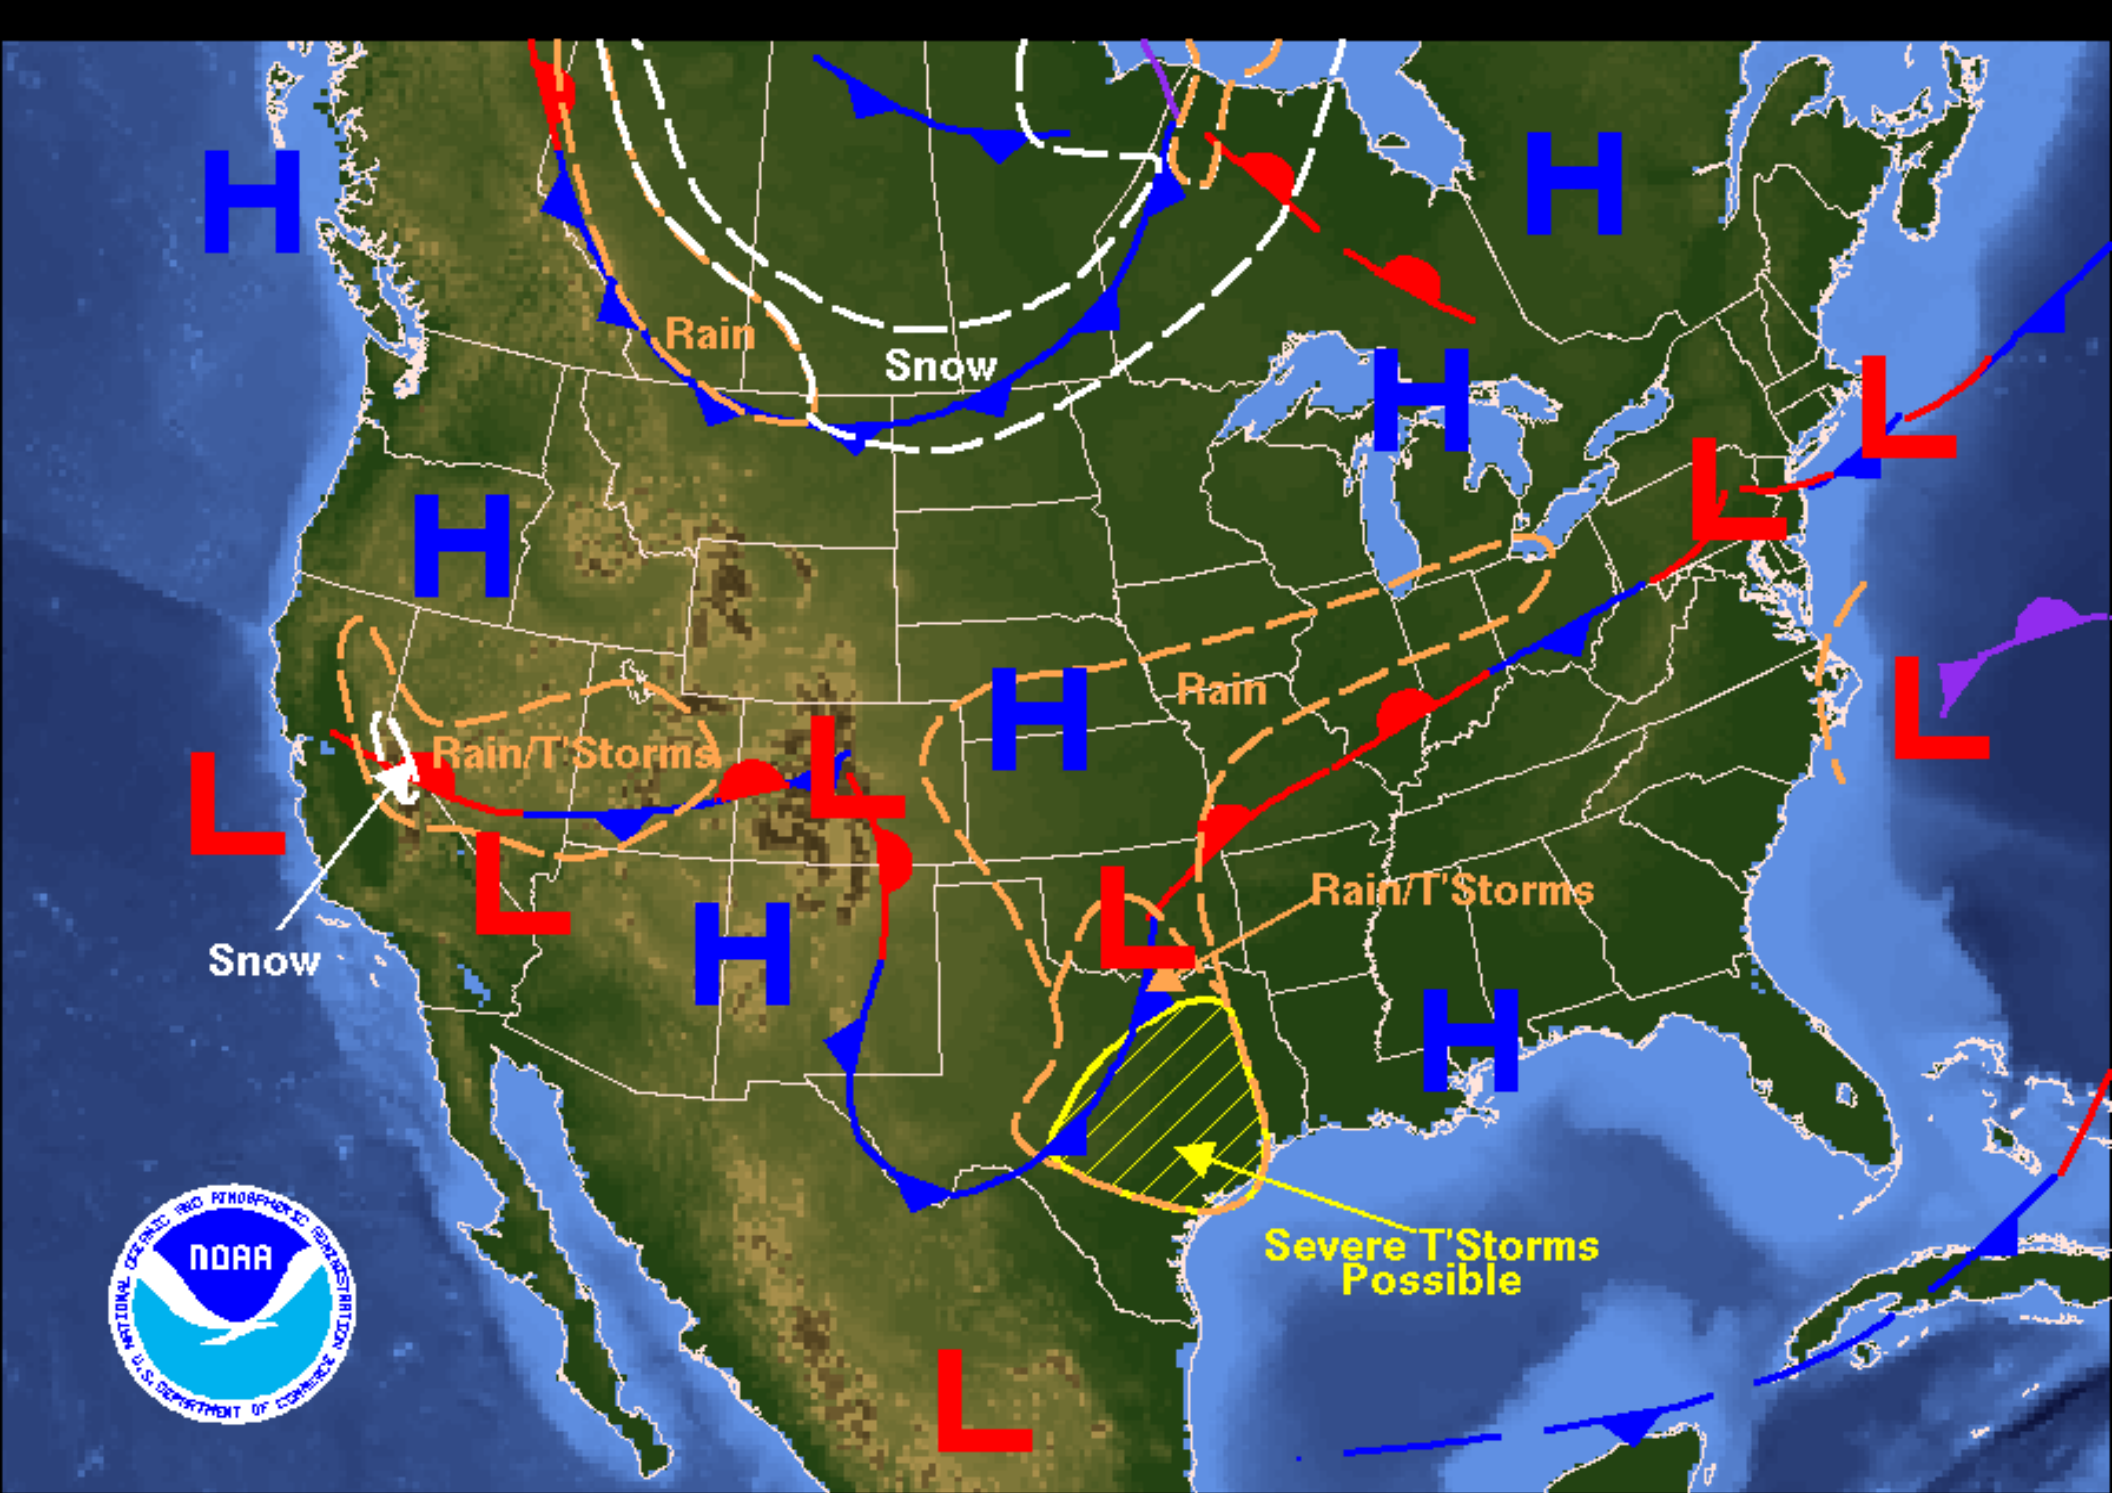 H
H
Rain
Snow
H
L
H
L
Rain
H
L
Rain/T'Storms
L
L
L
Rain/T'Storms
L
Snow
H
H
Severe T'Storms
Possible
NOAA
NATIONAL OCEANIC AND ATMOSPHERIC ADMINISTRATION
U.S. DEPARTMENT OF COMMERCE
L